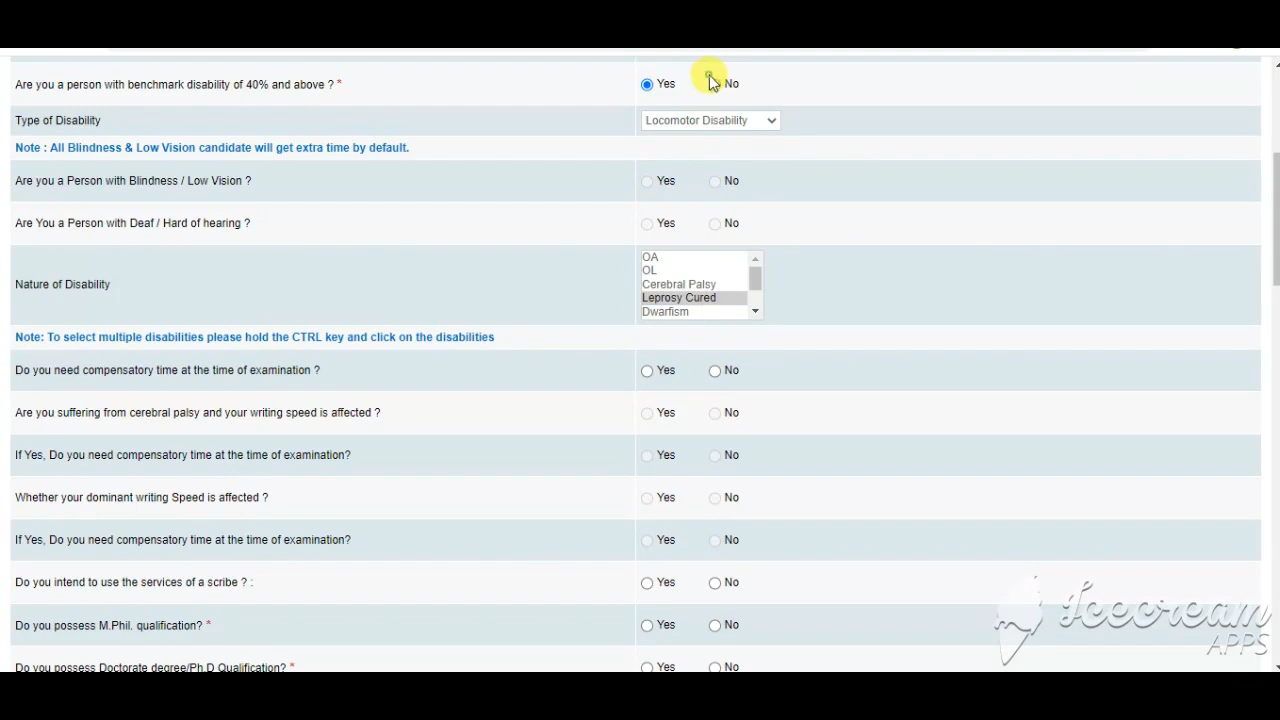 Are you a person with benchmark disability of 40% and above ? * Yes No
Type of Disability Locomotor Disability
Note : All Blindness & Low Vision candidate will get extra time by default.
Are you a Person with Blindness / Low Vision ? Yes No
Are You a Person with Deaf / Hard of hearing ? Yes No
OA
OL
Nature of Disability Cerebral Palsy
Leprosy Cured
Dwarfism
Note: To select multiple disabilities please hold the CTRL key and click on the disabilities
Do you need compensatory time at the time of examination ? Yes No
Are you suffering from cerebral palsy and your writing speed is affected ? Yes No
If Yes, Do you need compensatory time at the time of examination? Yes No
Whether your dominant writing Speed is affected ? Yes No
If Yes, Do you need compensatory time at the time of examination? Yes No
Do you intend to use the services of a scribe ? : Yes No
Do you possess M.Phil. qualification? * Yes No
Do you possess Doctorate degree/Ph.D Qualification? * Yes No
Icecream
APPS